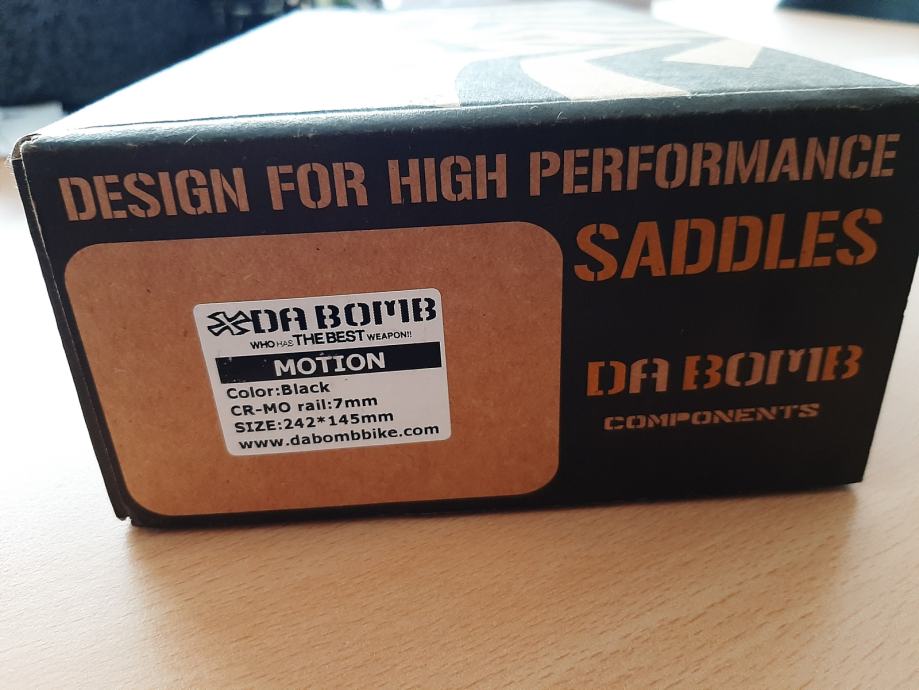 DESIGN FOR HIGH PERFORMANCE
SADDLES
DA BOMB
WHO HAS THE BEST WEAPON!!
MOTION
Color:Black
CR-MO rail:7mm
SIZE:242*145mm
www.dabombbike.com
DA BOMB
COMPONENTS